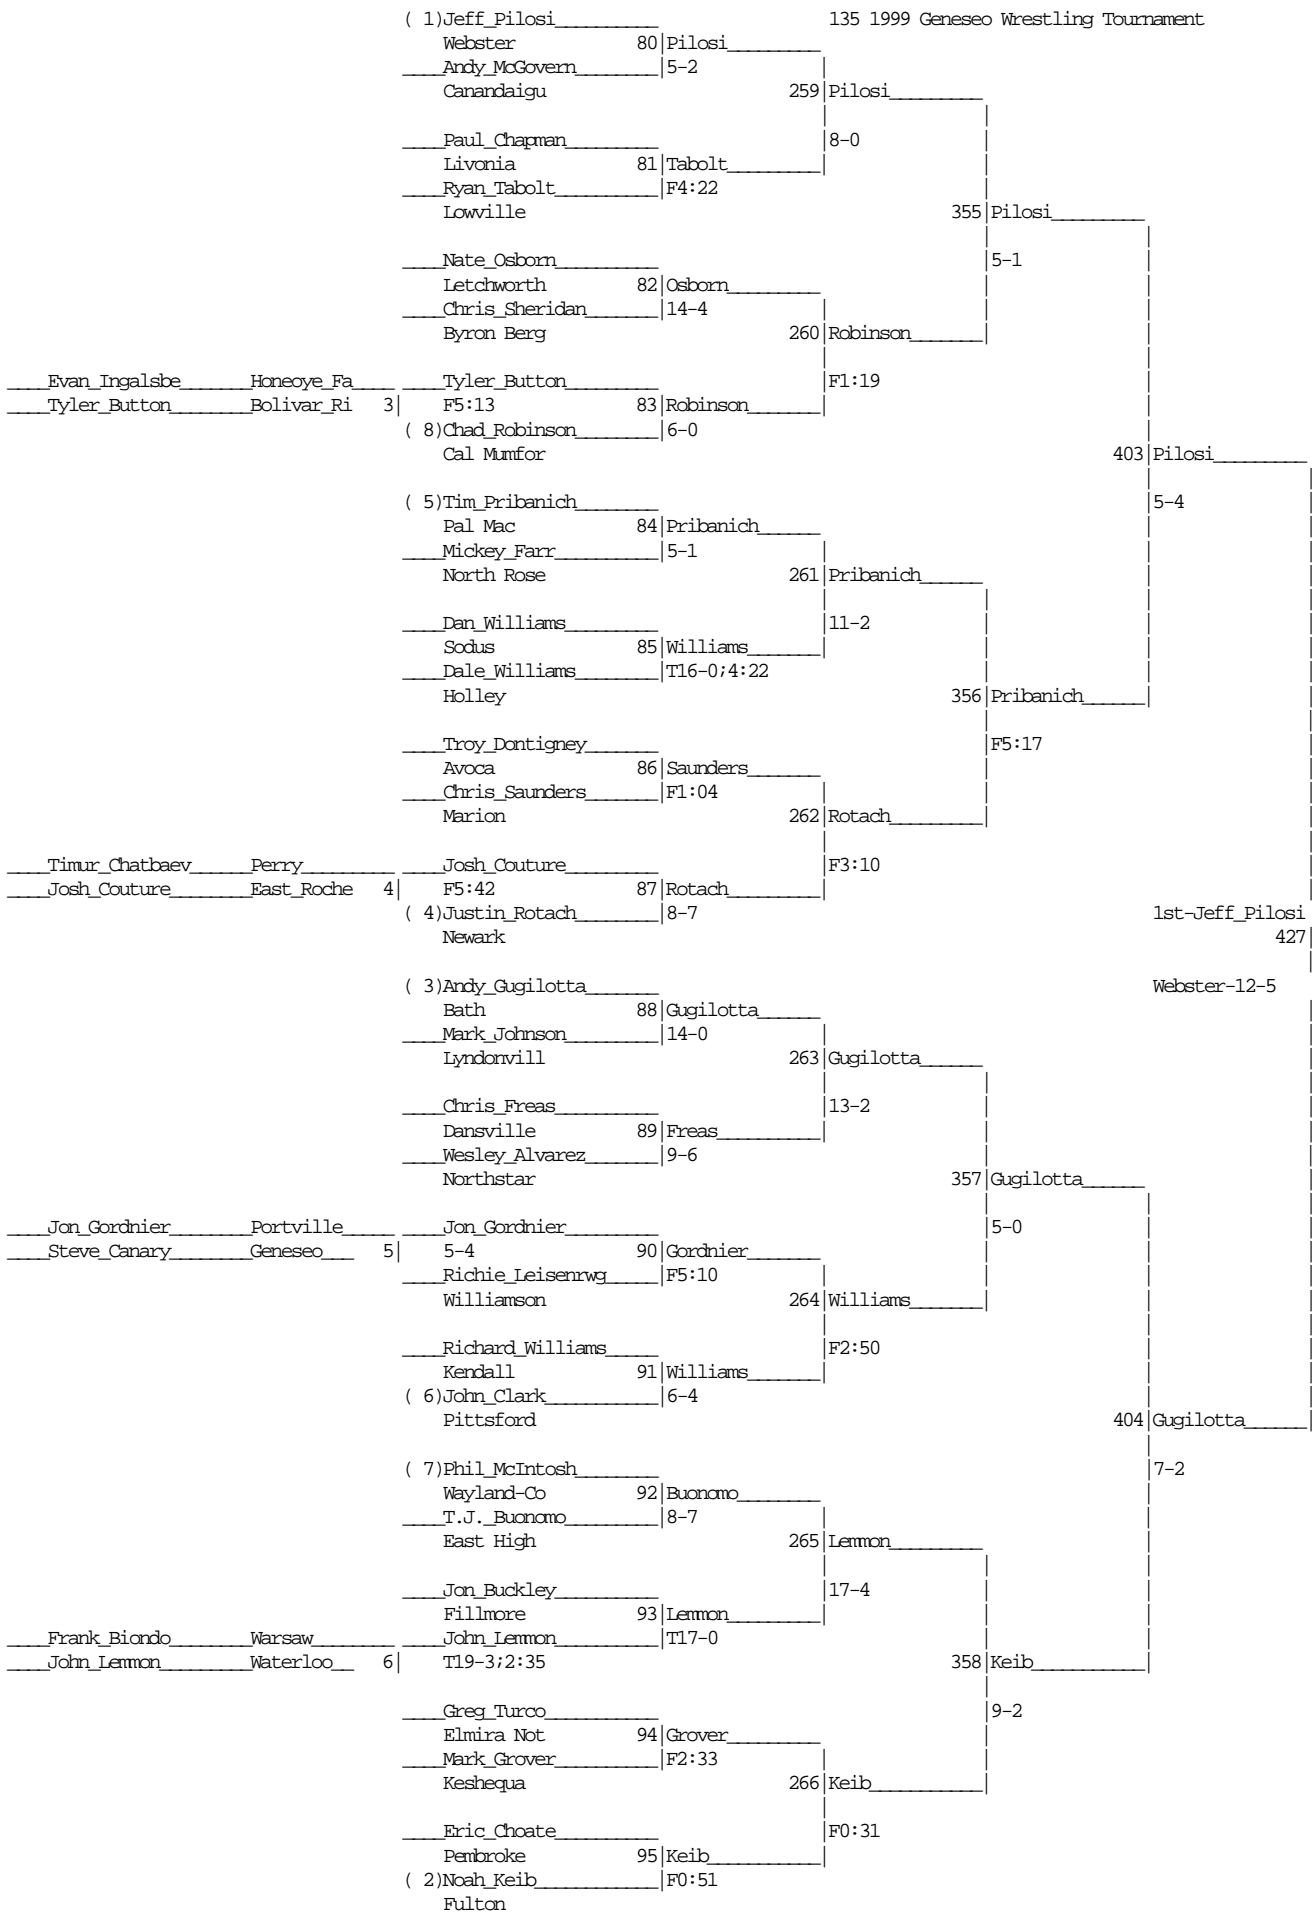 ( 1)Jeff_Pilosi__________ 135 1999 Geneseo Wrestling Tournament
Webster 80|Pilosi_________
____Andy_McGovern________|5-2 |
Canandaigu 259|Pilosi_________
____Paul_Chapman_________ |8-0 |
Livonia 81|Tabolt_________|
____Ryan_Tabolt__________|F4:22
Lowville 355|Pilosi_________
____Nate_Osborn__________ |5-1
Letchworth 82|Osborn_________
____Chris_Sheridan_______|14-4
Byron Berg 260|Robinson_______|
____Evan_Ingalsbe_______Honeoye_Fa____ ____Tyler_Button_________ |F1:19
____Tyler_Button________Bolivar_Ri 3| F5:13 83|Robinson_______|
( 8)Chad_Robinson________|6-0
Cal Mumfor 403|Pilosi_________
( 5)Tim_Pribanich________ |5-4
Pal Mac 84|Pribanich______
____Mickey_Farr__________|5-1
North Rose 261|Pribanich______
____Dan_Williams_________ |11-2
Sodus 85|Williams_______|
____Dale_Williams________|T16-0;4:22
Holley 356|Pribanich______|
____Troy_Dontigney_______ |F5:17
Avoca 86|Saunders_______
____Chris_Saunders_______|F1:04
Marion 262|Rotach_________|
____Timur_Chatbaev______Perry_________ ____Josh_Couture_________ |F3:10
____Josh_Couture________East_Roche 4| F5:42 87|Rotach_________|
( 4)Justin_Rotach________|8-7 1st-Jeff_Pilosi
Newark 427|
( 3)Andy_Gugilotta_______ Webster-12-5
Bath 88|Gugilotta______
____Mark_Johnson_________|14-0
Lyndonvill 263|Gugilotta______
____Chris_Freas__________ |13-2
Dansville 89|Freas__________|
____Wesley_Alvarez_______|9-6
Northstar 357|Gugilotta______
____Jon_Gordnier________Portville_____ ____Jon_Gordnier_________ |5-0
____Steve_Canary________Geneseo___ 5| 5-4 90|Gordnier_______
____Richie_Leisenrwg_____|F5:10
Williamson 264|Williams_______|
____Richard_Williams_____ |F2:50
Kendall 91|Williams_______|
( 6)John_Clark___________|6-4
Pittsford 404|Gugilotta______|
( 7)Phil_McIntosh________ |7-2
Wayland-Co 92|Buonomo________
____T.J._Buonomo_________|8-7
East High 265|Lemmon_________
____Jon_Buckley__________ |17-4
Fillmore 93|Lemmon_________|
____Frank_Biondo________Warsaw________ ____John_Lemmon__________|T17-0
____John_Lemmon_________Waterloo__ 6| T19-3;2:35 358|Keib___________|
____Greg_Turco___________ |9-2
Elmira Not 94|Grover_________
____Mark_Grover__________|F2:33
Keshequa 266|Keib___________|
____Eric_Choate__________ |F0:31
Pembroke 95|Keib___________|
( 2)Noah_Keib____________|F0:51
Fulton